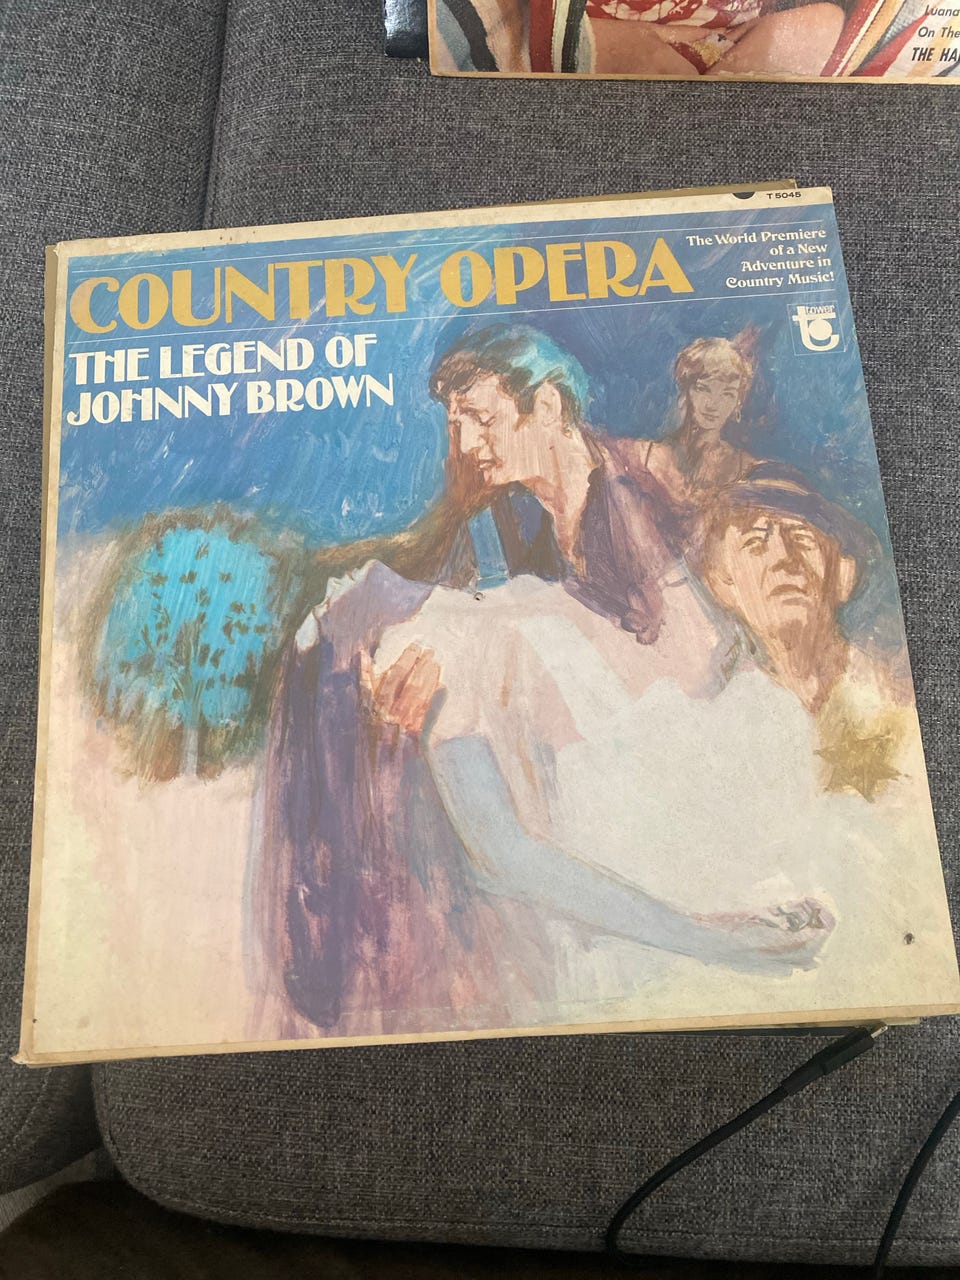 Luana
On The
THE HA
T 5045
COUNTRY OPERA
The World Premiere
of a New
Adventure in
Country Music!
tower
THE LEGEND OF
JOHNNY BROWN